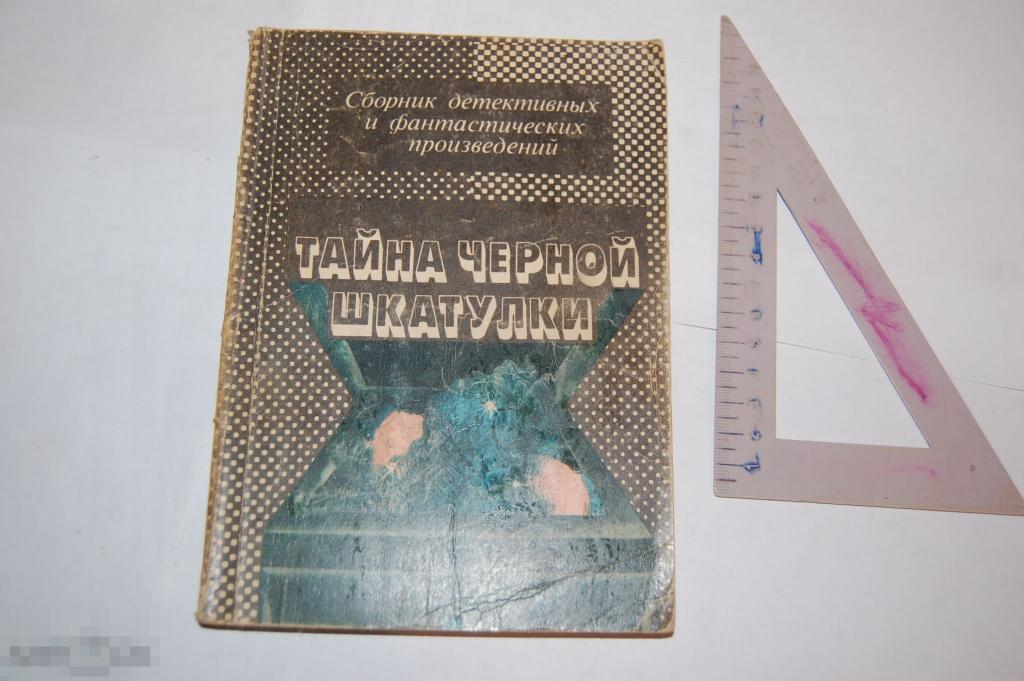 Сборник детективных
и фантастических
произведений
ТАЙНА ЧЕРНОЙ
ШКАТУЛКИ